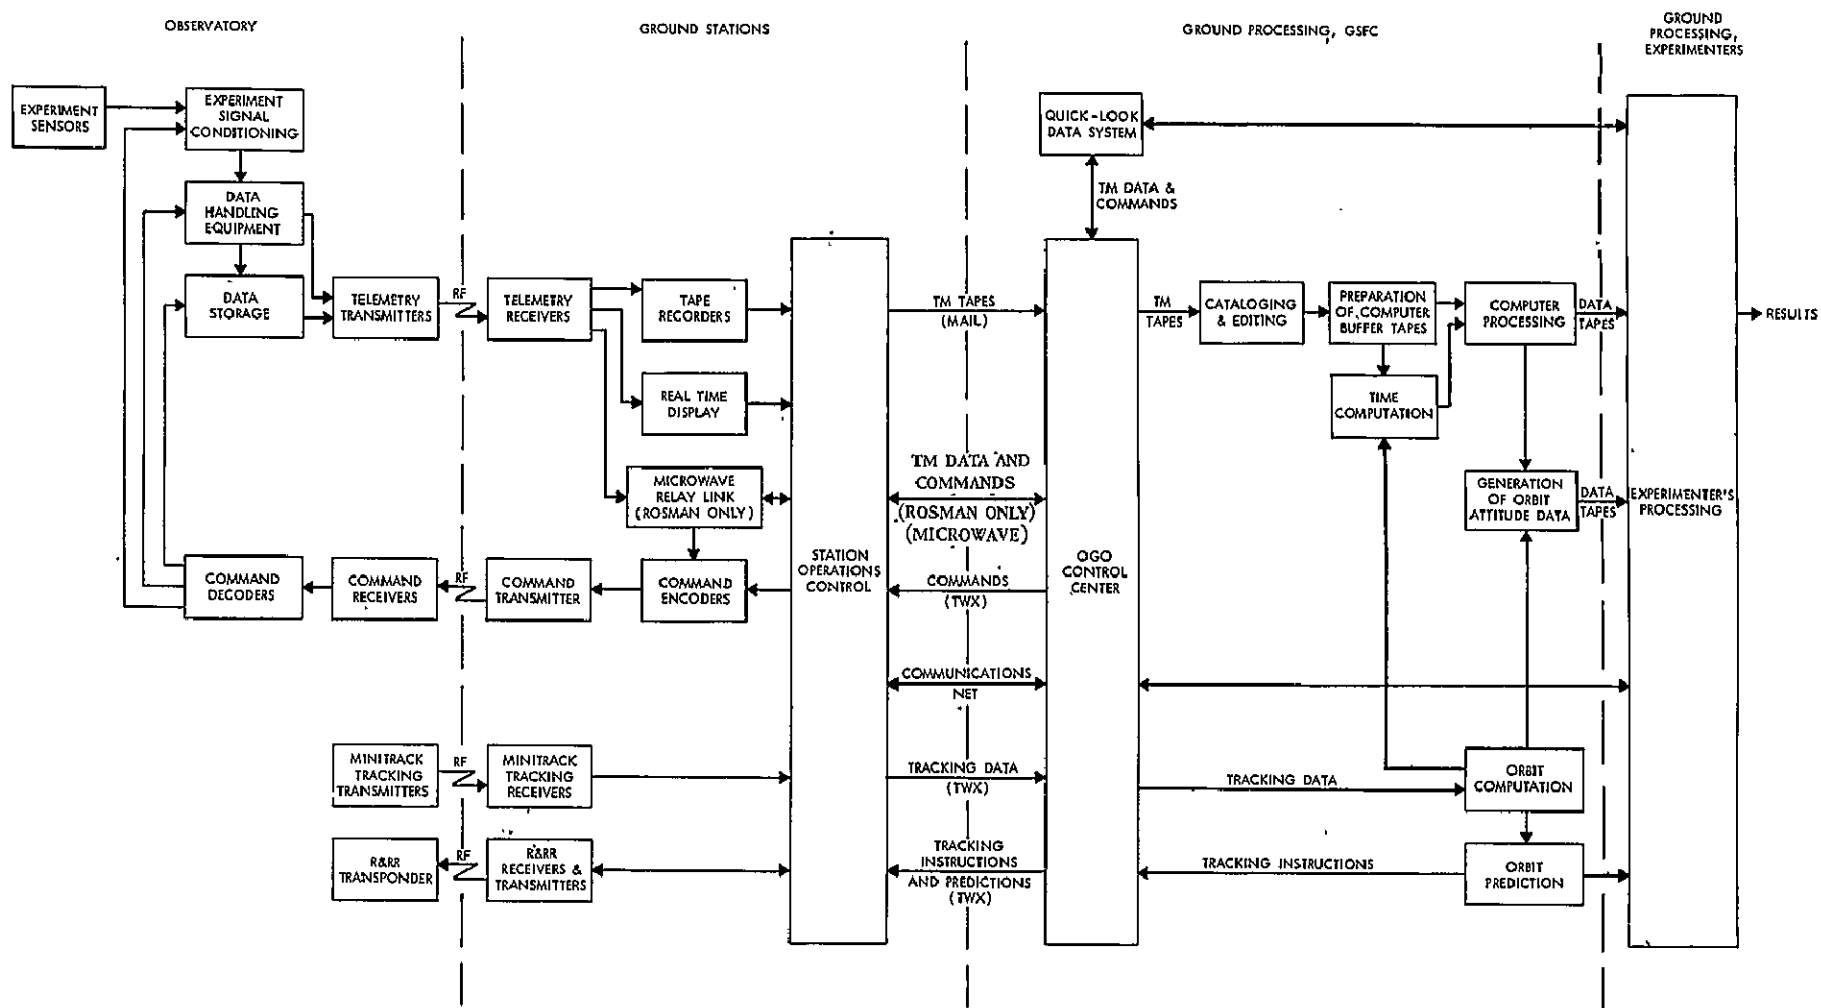 OBSERVATORY
GROUND STATIONS
GROUND PROCESSING, GSFC
GROUND
PROCESSING,
EXPERIMENTERS
EXPERIMENT
SENSORS
EXPERIMENT
SIGNAL
CONDITIONING
DATA
HANDLING
EQUIPMENT
DATA
STORAGE
TELEMETRY
TRANSMITTERS
RF
TELEMETRY
RECEIVERS
TAPE
RECORDERS
REAL TIME
DISPLAY
MICROWAVE
RELAY LINK
(ROSMAN ONLY)
COMMAND
DECODERS
COMMAND
RECEIVERS
RF
COMMAND
TRANSMITTER
COMMAND
ENCODERS
MINITRACK
TRACKING
TRANSMITTERS
RF
MINITRACK
TRACKING
RECEIVERS
R&RR
TRANSPONDER
RF
R&RR
RECEIVERS &
TRANSMITTERS
STATION
OPERATIONS
CONTROL
TM TAPES
(MAIL)
TM DATA AND
COMMANDS
(ROSMAN ONLY)
(MICROWAVE)
COMMANDS
(TWX)
COMMUNICATIONS
NET
TRACKING DATA
(TWX)
TRACKING
INSTRUCTIONS
AND PREDICTIONS
(TWX)
QUICK-LOOK
DATA SYSTEM
TM DATA &
COMMANDS
OGO
CONTROL
CENTER
TM
TAPES
CATALOGING
& EDITING
PREPARATION
OF COMPUTER
BUFFER TAPES
TIME
COMPUTATION
COMPUTER
PROCESSING
DATA
TAPES
GENERATION
OF ORBIT
ATTITUDE DATA
DATA
TAPES
TRACKING DATA
ORBIT
COMPUTATION
TRACKING INSTRUCTIONS
ORBIT
PREDICTION
EXPERIMENTER'S
PROCESSING
RESULTS